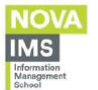 NOVA
IMS
Information
Management
School